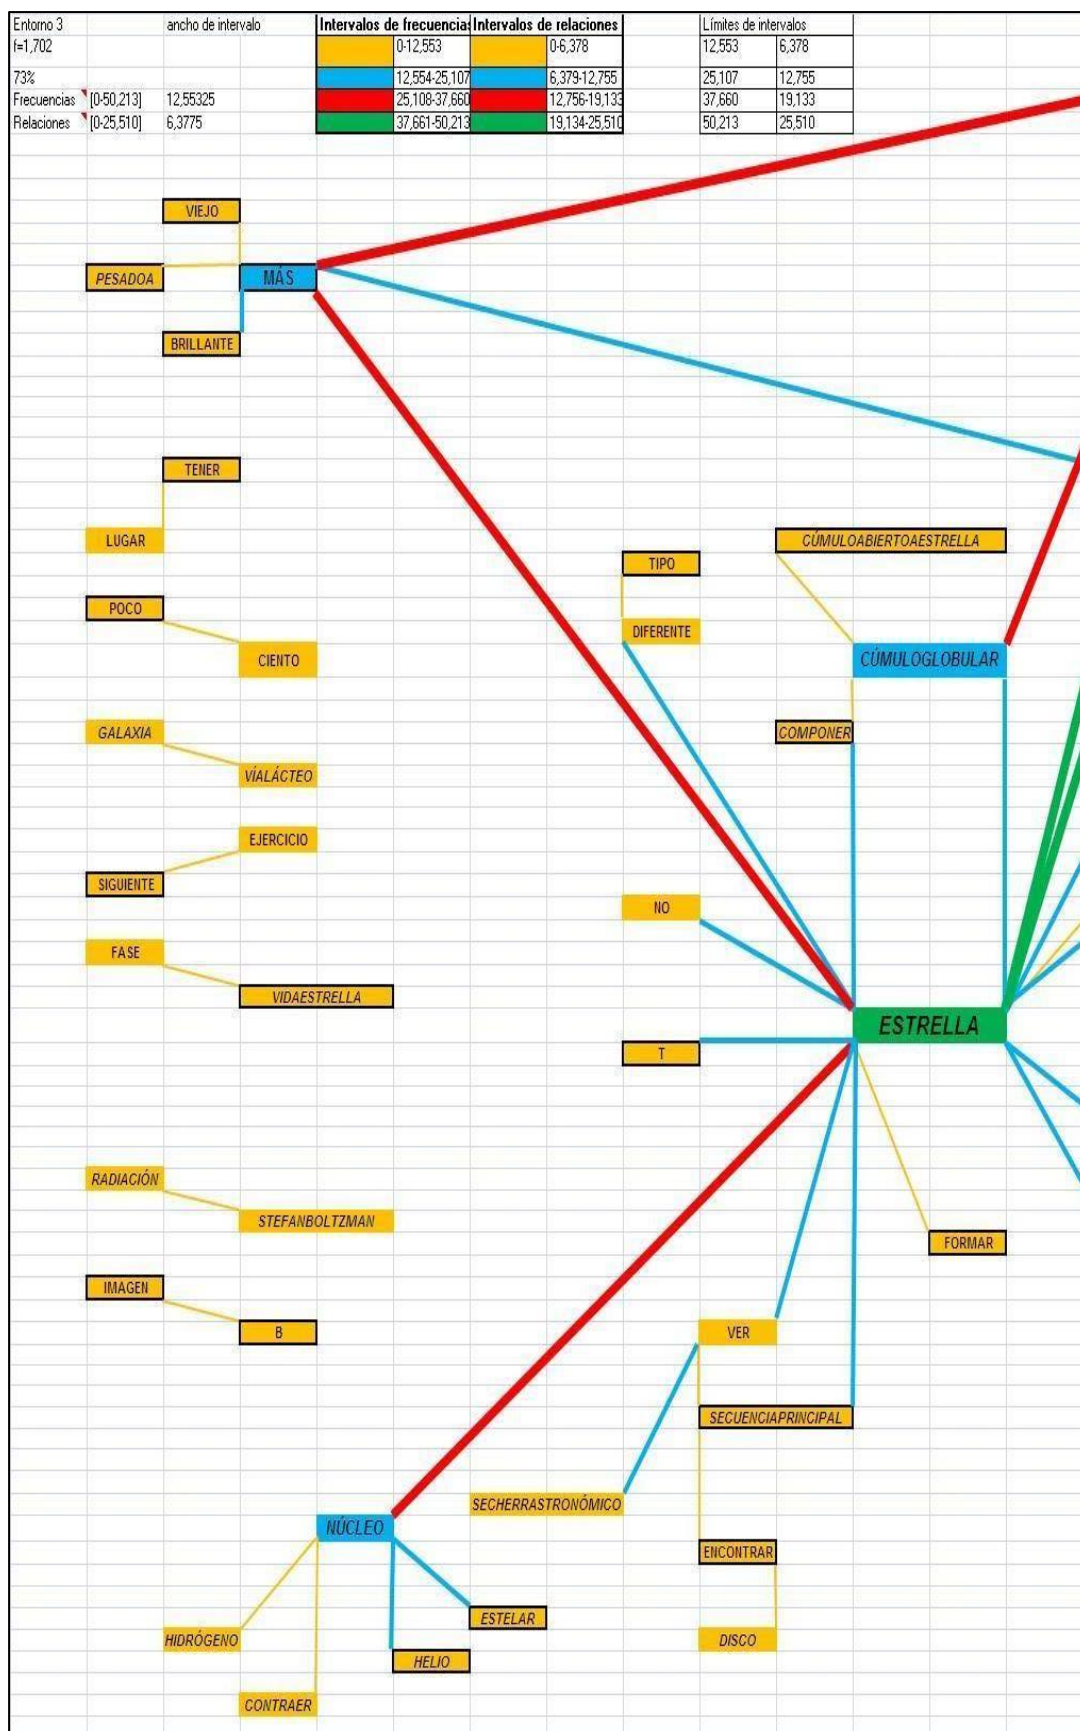 Entorno 3 ancho de intervalo Intervalos de frecuencias Intervalos de relaciones Límites de intervalos
f=1,702 0-12,553 0-6,378 12,553 6,378
73% 12,554-25,107 6,379-12,755 25,107 12,755
Frecuencias [0-50,213] 12,55325 25,108-37,660 12,756-19,133 37,660 19,133
Relaciones [0-25,510] 6,3775 37,661-50,213 19,134-25,510 50,213 25,510
VIEJO
PESADOA MÁS
BRILLANTE
TENER
LUGAR CÚMULOABIERTOAESTRELLA
TIPO
POCO
DIFERENTE
CIENTO CÚMULOGLOBULAR
GALAXIA COMPONER
VÍALÁCTEO
EJERCICIO
SIGUIENTE
NO
FASE
VIDAESTRELLA
ESTRELLA
T
RADIACIÓN
STEFANBOLTZMAN
FORMAR
IMAGEN
B VER
SECUENCIAPRINCIPAL
SECHERRASTRONÓMICO
NÚCLEO
ENCONTRAR
ESTELAR
HIDRÓGENO DISCO
HELIO
CONTRAER